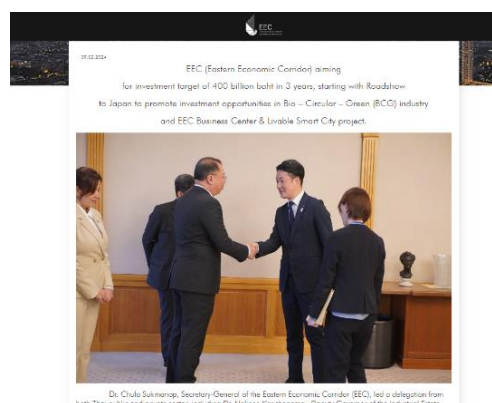 EEC
19.02.2024
EEC (Eastern Economic Corridor) aiming
for investment target of 400 billion baht in 3 years, starting with Roadshow
to Japan to promote investment opportunities in Bio – Circular – Green (BCG) industry
and EEC Business Center & Livable Smart City project.
Dr. Chula Sukmanop, Secretary-General of the Eastern Economic Corridor (EEC), led a delegation from